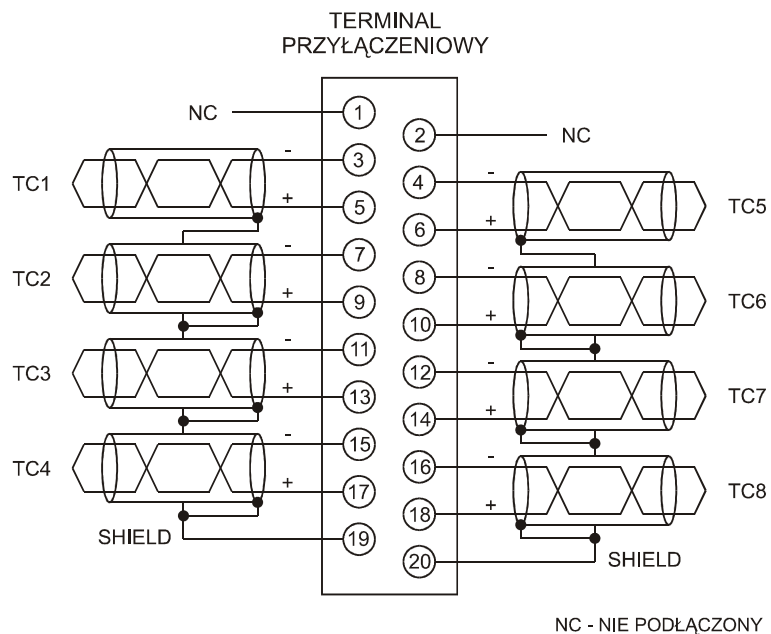 TERMINAL
PRZYŁĄCZENIOWY
NC
1
2
NC
TC1
-
3
+
5
4
-
6
+
TC5
TC2
-
7
+
9
8
-
10
+
TC6
TC3
-
11
+
13
12
-
14
+
TC7
TC4
-
15
+
17
16
-
18
+
TC8
SHIELD
19
20
SHIELD
NC - NIE PODŁĄCZONY